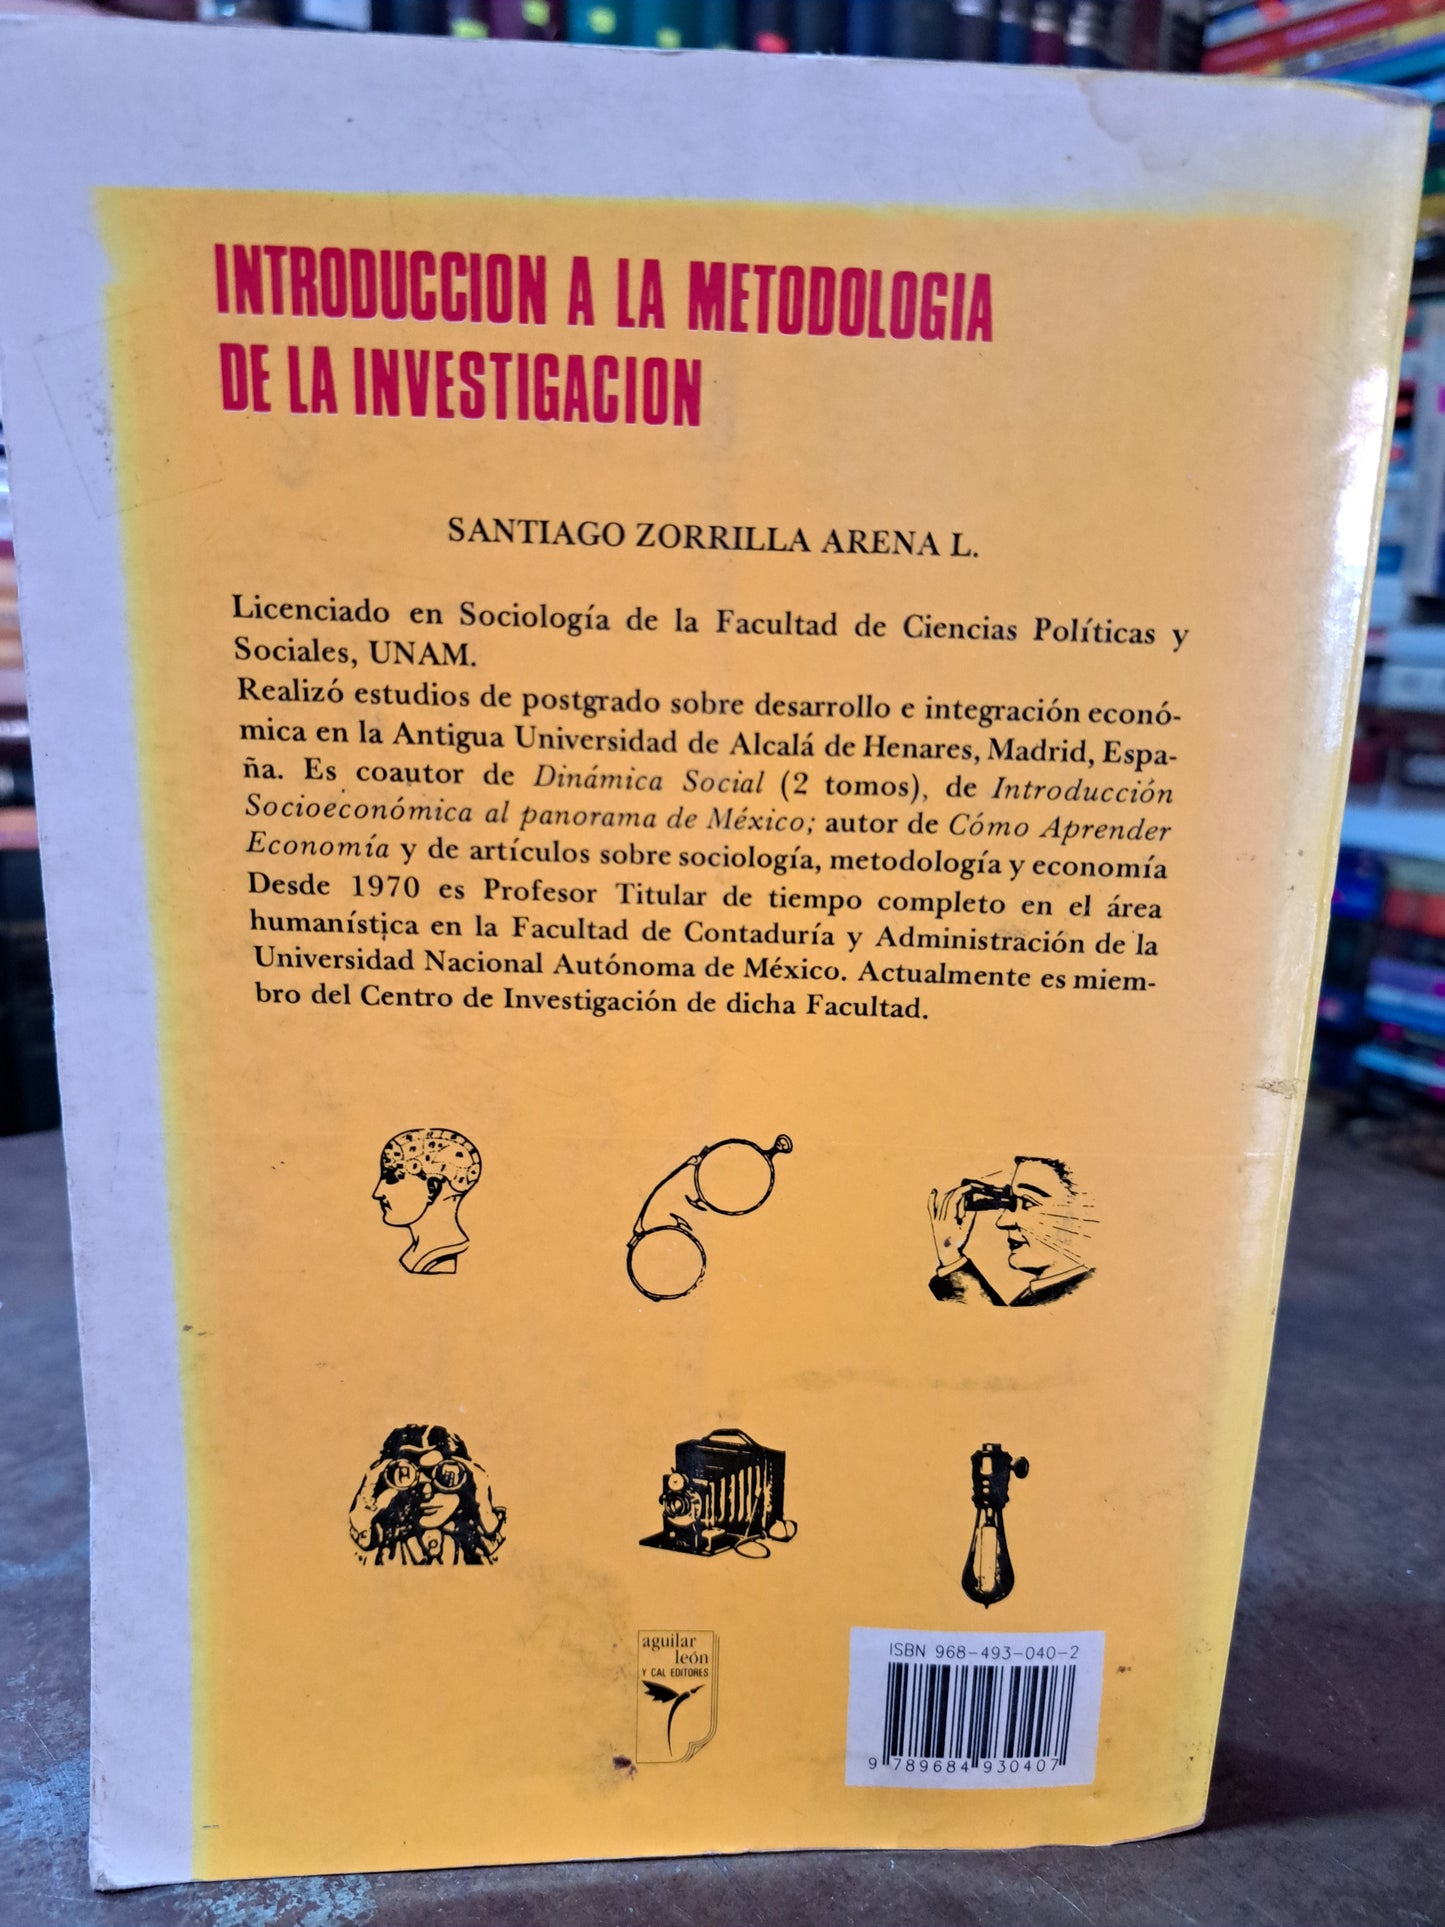 INTRODUCCION A LA METODOLOGIA
DE LA INVESTIGACION
SANTIAGO ZORRILLA ARENA L.
Licenciado en Sociología de la Facultad de Ciencias Políticas y
Sociales, UNAM.
Realizó estudios de postgrado sobre desarrollo e integración econó-
mica en la Antigua Universidad de Alcalá de Henares, Madrid, Espa-
ña. Es coautor de Dinámica Social (2 tomos), de Introducción
Socioeconómica al panorama de México; autor de Cómo Aprender
Economía y de artículos sobre sociología, metodología y economía
Desde 1970 es Profesor Titular de tiempo completo en el área
humanística en la Facultad de Contaduría y Administración de la
Universidad Nacional Autónoma de México. Actualmente es miem-
bro del Centro de Investigación de dicha Facultad.
aguilar
león
Y CAL EDITORES
ISBN 968-493-040-2
9 789684 930407